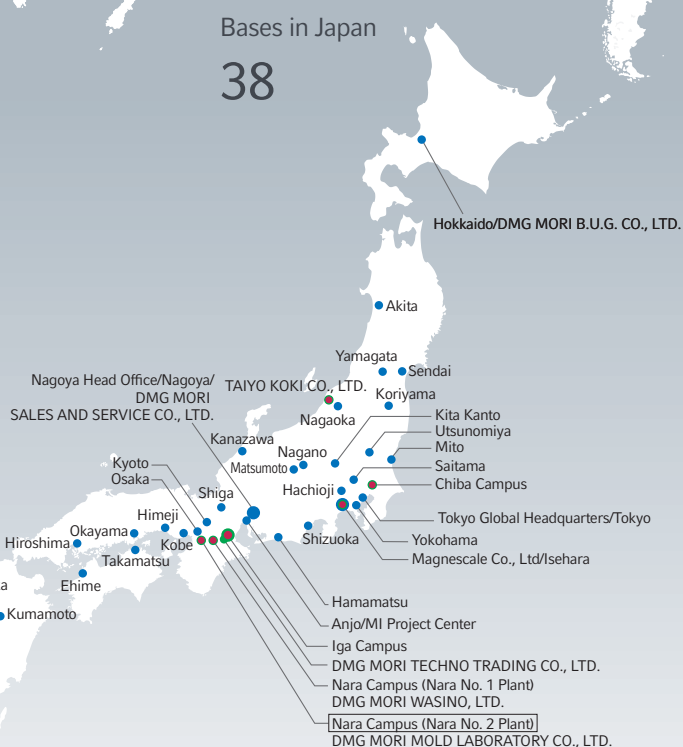 Bases in Japan
38
Hokkaido/DMG MORI B.U.G. CO., LTD.
Akita
Yamagata
Sendai
Nagoya Head Office/Nagoya/
DMG MORI
SALES AND SERVICE CO., LTD.
TAIYO KOKI CO., LTD.
Koriyama
Nagaoka
Kita Kanto
Utsunomiya
Kanazawa
Mito
Nagano
Matsumoto
Saitama
Kyoto
Osaka
Chiba Campus
Shiga
Hachioji
Himeji
Tokyo Global Headquarters/Tokyo
Okayama
Hiroshima
Kobe
Shizuoka
Yokohama
Takamatsu
Magnescale Co., Ltd/Isehara
a
Ehime
Kumamoto
Hamamatsu
Anjo/MI Project Center
Iga Campus
DMG MORI TECHNO TRADING CO., LTD.
Nara Campus (Nara No. 1 Plant)
DMG MORI WASINO, LTD.
Nara Campus (Nara No. 2 Plant)
DMG MORI MOLD LABORATORY CO., LTD.